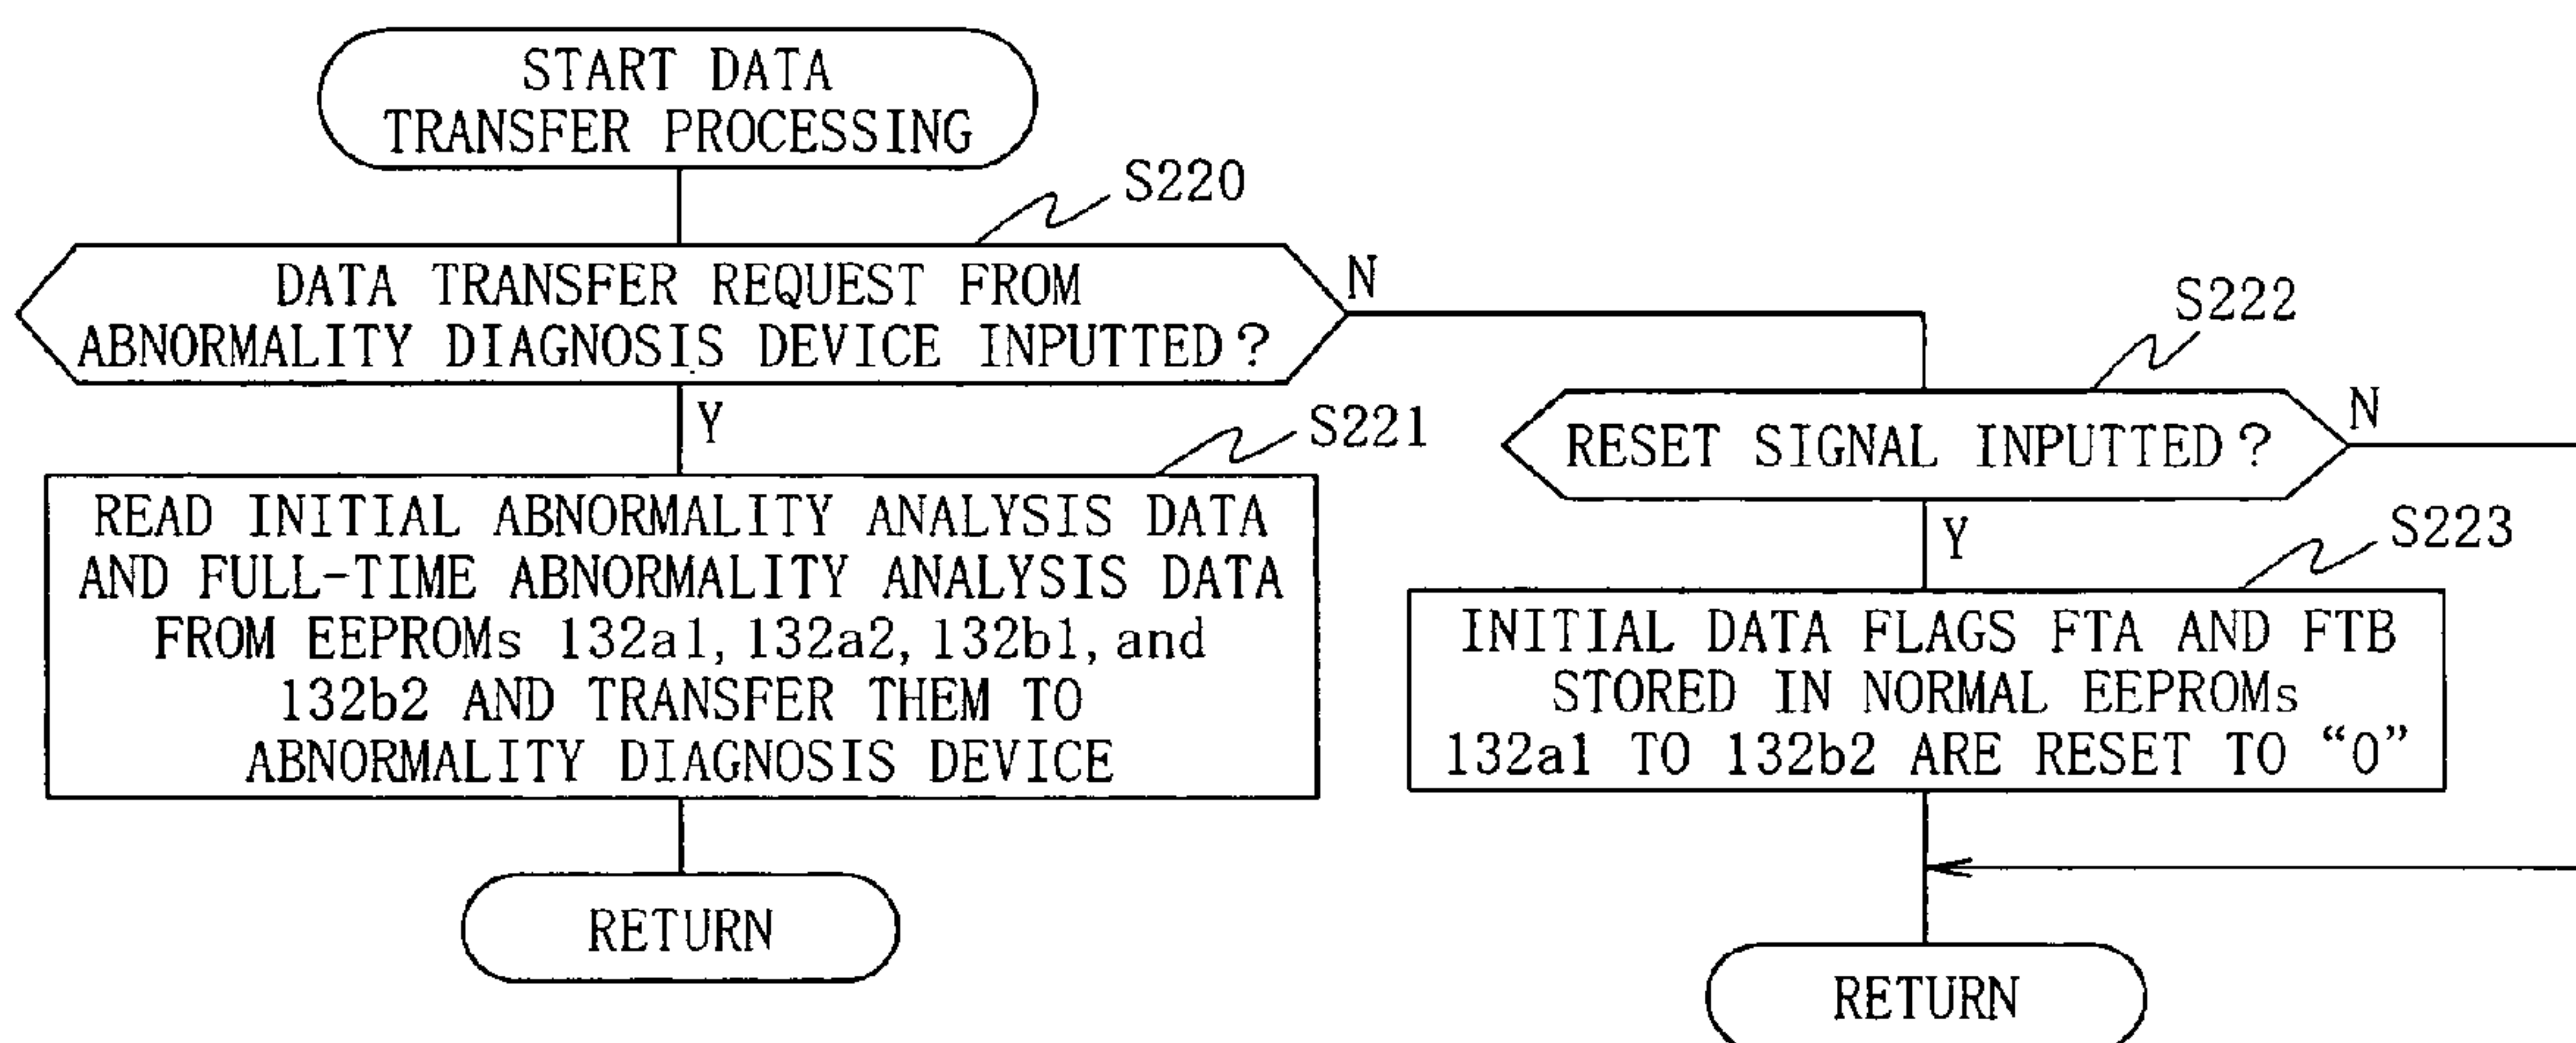 START DATA
TRANSFER PROCESSING
S220
DATA TRANSFER REQUEST FROM
ABNORMALITY DIAGNOSIS DEVICE INPUTTED?
N
Y
S221
READ INITIAL ABNORMALITY ANALYSIS DATA
AND FULL-TIME ABNORMALITY ANALYSIS DATA
FROM EEPROMs 132a1, 132a2, 132b1, and
132b2 AND TRANSFER THEM TO
ABNORMALITY DIAGNOSIS DEVICE
RETURN
S222
RESET SIGNAL INPUTTED?
N
Y
S223
INITIAL DATA FLAGS FTA AND FTB
STORED IN NORMAL EEPROMs
132a1 TO 132b2 ARE RESET TO “0”
RETURN